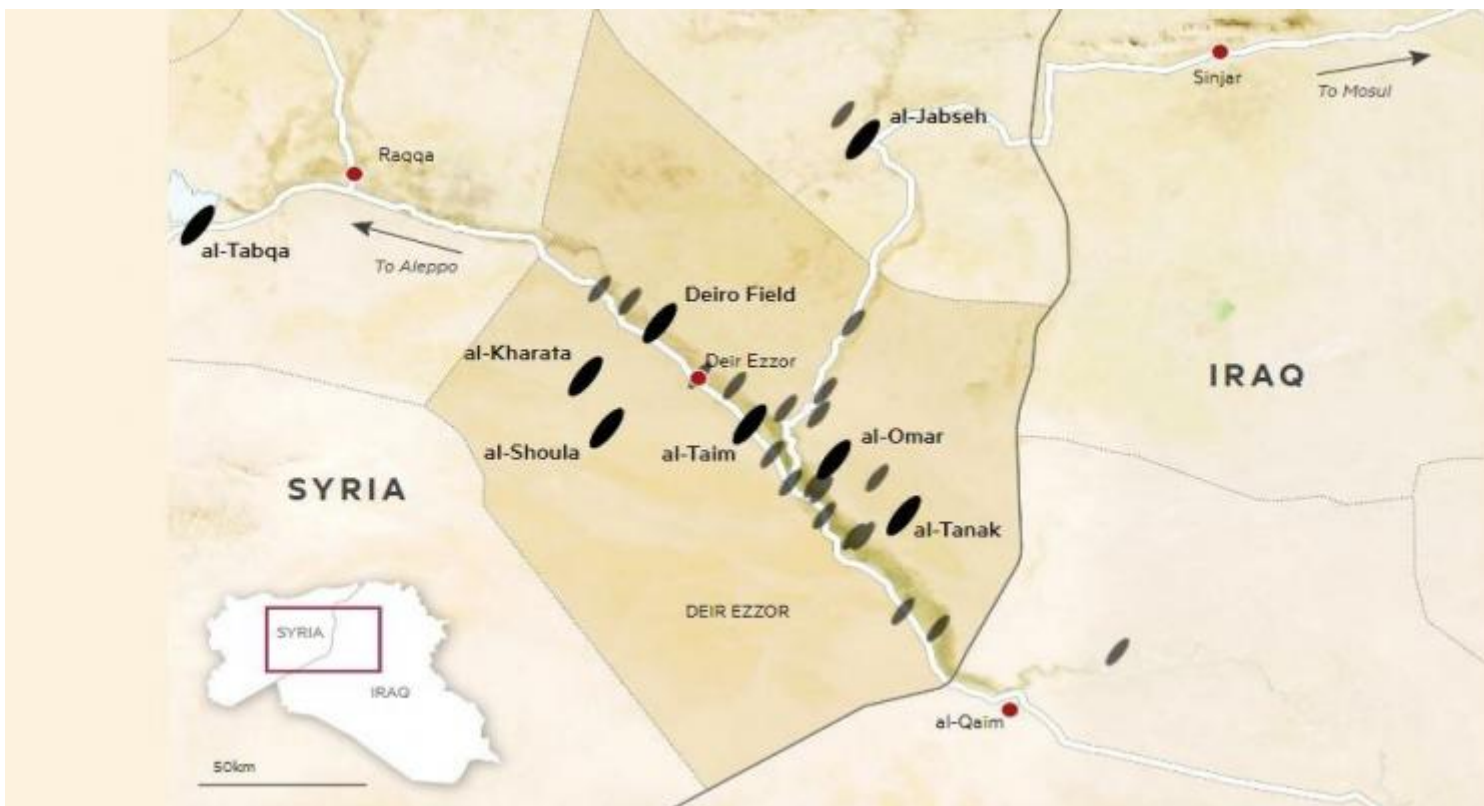 al-Jabseh
Sinjar
To Mosul
Raqqa
al-Tabqa
To Aleppo
Deiro Field
al-Kharata
Deir Ezzor
IRAQ
al-Shoula
al-Taim
al-Omar
SYRIA
al-Tanak
DEIR EZZOR
SYRIA
IRAQ
al-Qaim
50km